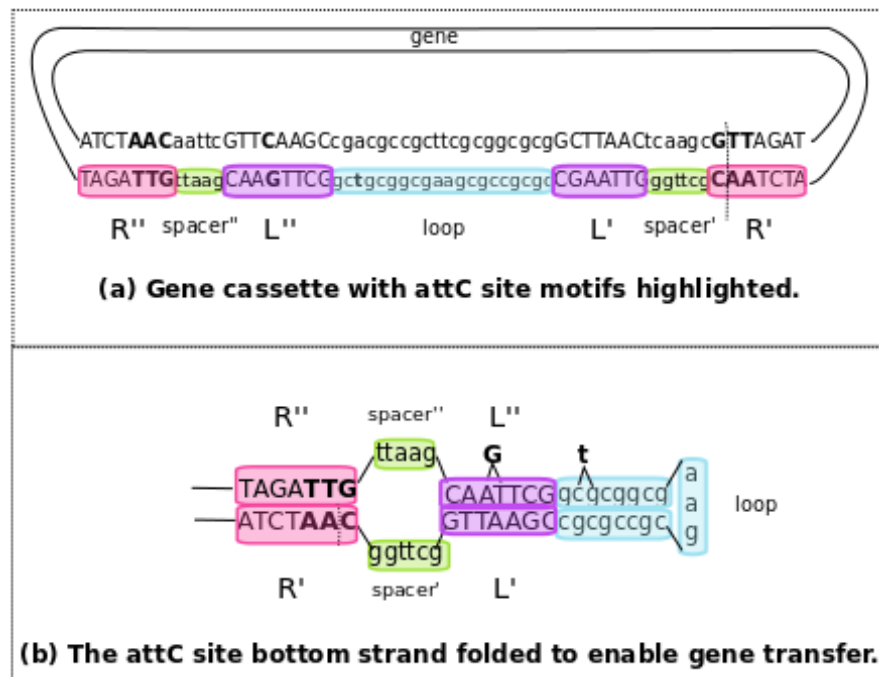 gene
ATCTAACaattcGTTCAAGCcgacgccgcttcgcggcgcgGCTTAACtcaagcGTTAGAT
TAGATTGttaagCAAGTTCGgctgcggcgaagcgccgcgcCGAATTGggttcgCAATCTA
R'' spacer'' L'' loop L' spacer' R'
(a) Gene cassette with attC site motifs highlighted.
R'' spacer'' L''
ttaag G t
TAGATTG CAATTCG gcgcggcg a
a loop
ATCTAAC GTTAAGC cgcgccgc g
ggttcg
R' spacer' L'
(b) The attC site bottom strand folded to enable gene transfer.